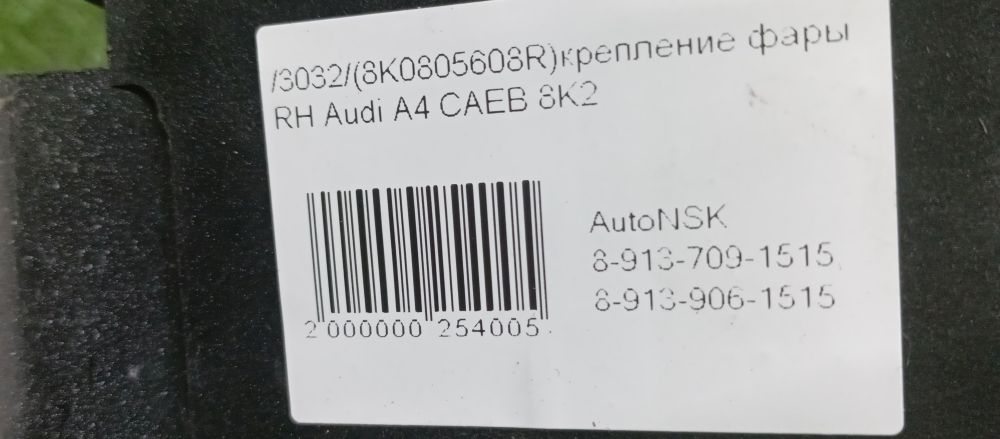 /3032/(8K0805608R)крепление фары
RH Audi A4 CAEB 8K2
AutoNSK
8-913-709-1515
8-913-906-1515
2 000000 254005